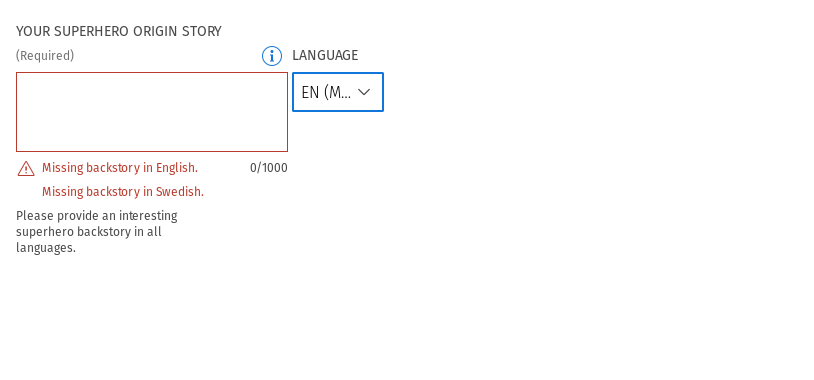 YOUR SUPERHERO ORIGIN STORY
(Required)
LANGUAGE
EN (M...
Missing backstory in English.
0/1000
Missing backstory in Swedish.
Please provide an interesting
superhero backstory in all
languages.